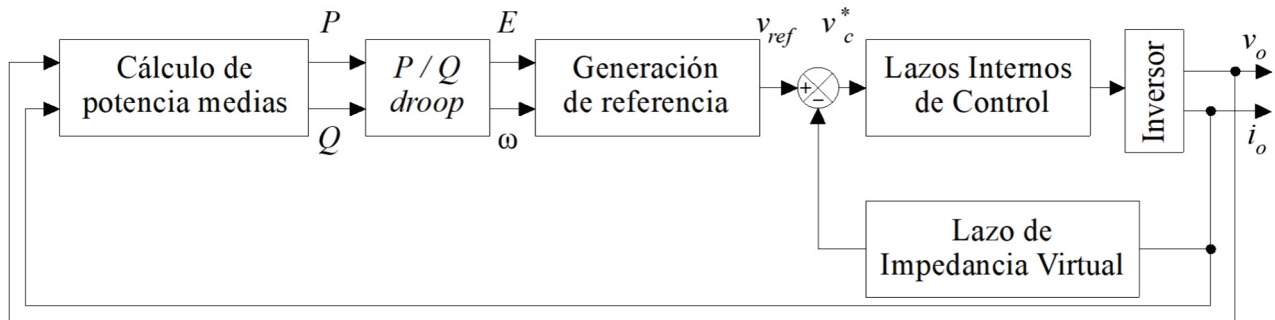 P
E
v_ref
v*_c
Cálculo de
potencia medias
P / Q
droop
Generación
de referencia
+
−
Lazos Internos
de Control
Inversor
v_o
i_o
Q
ω
Lazo de
Impedancia Virtual